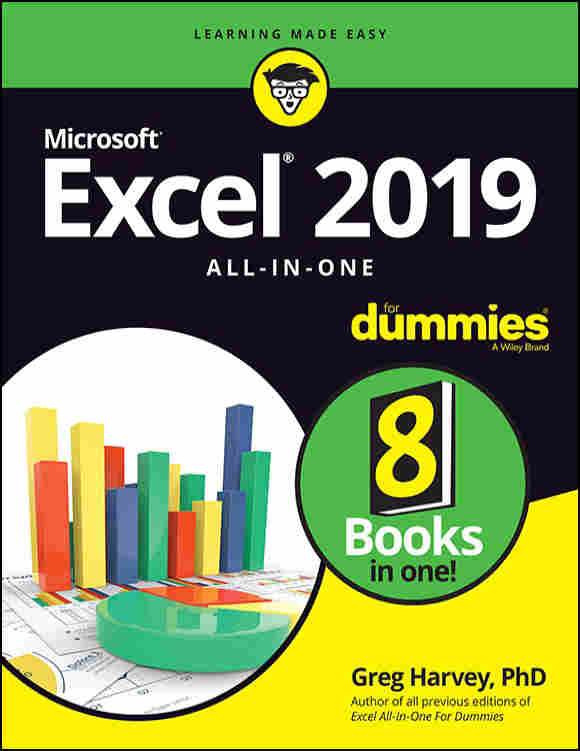 LEARNING MADE EASY
Microsoft®
Excel® 2019
ALL-IN-ONE
for
dummies®
A Wiley Brand
8
Books
in one!
Greg Harvey, PhD
Author of all previous editions of
Excel All-In-One For Dummies